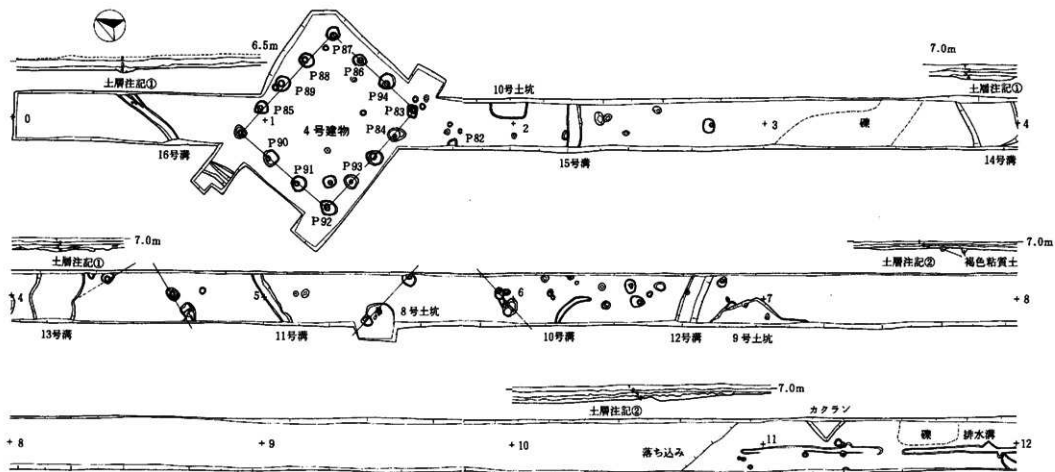 6.5m
土層注記①
0
16号溝
P87
P88
P86
P89
P94
P85
P83
1
4号建物
P84
P90
P91
P93
P92
P82
10号土坑
2
15号溝
3
礫
7.0m
土層注記①
4
14号溝
7.0m
土層注記①
4
13号溝
5
11号溝
8号土坑
6
10号溝
12号溝
7
9号土坑
7.0m
土層注記②
褐色粘質土
8
8
9
10
7.0m
土層注記②
落ち込み
カクラン
11
礫
排水溝
12